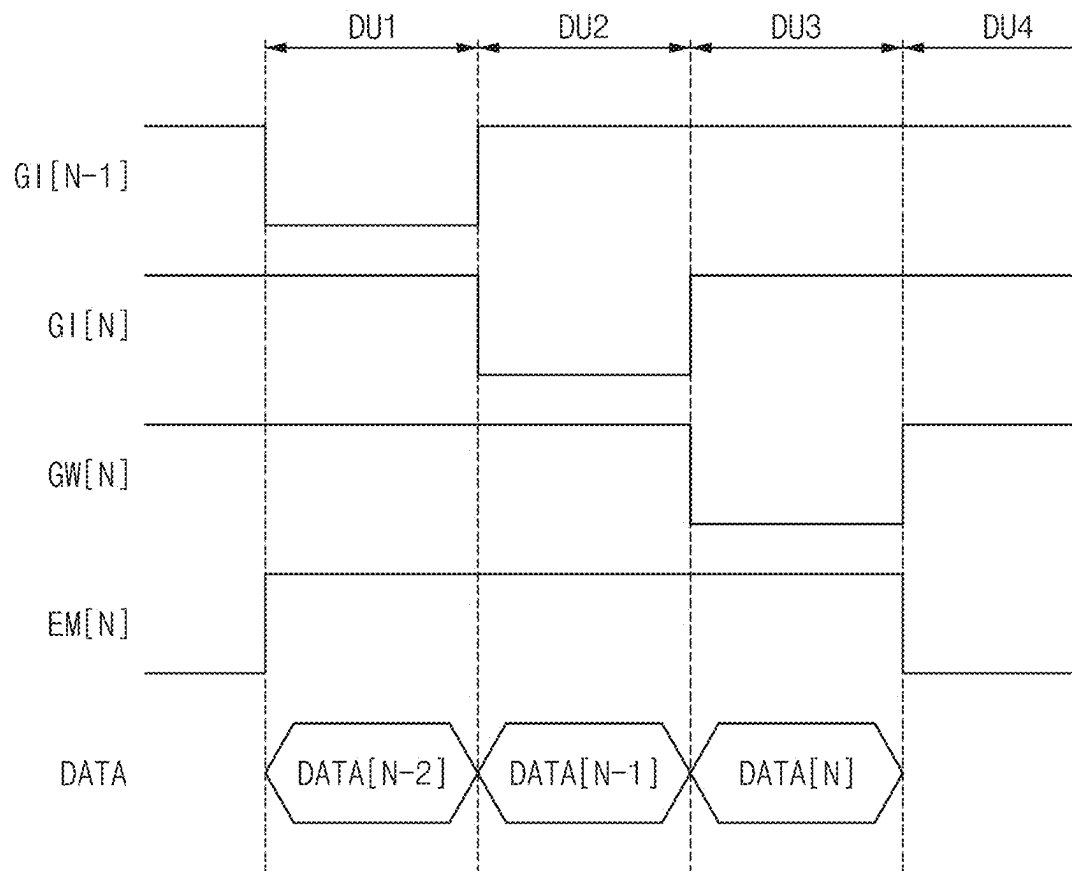 DU1 DU2 DU3 DU4
GI[N-1]
GI[N]
GW[N]
EM[N]
DATA DATA[N-2] DATA[N-1] DATA[N]